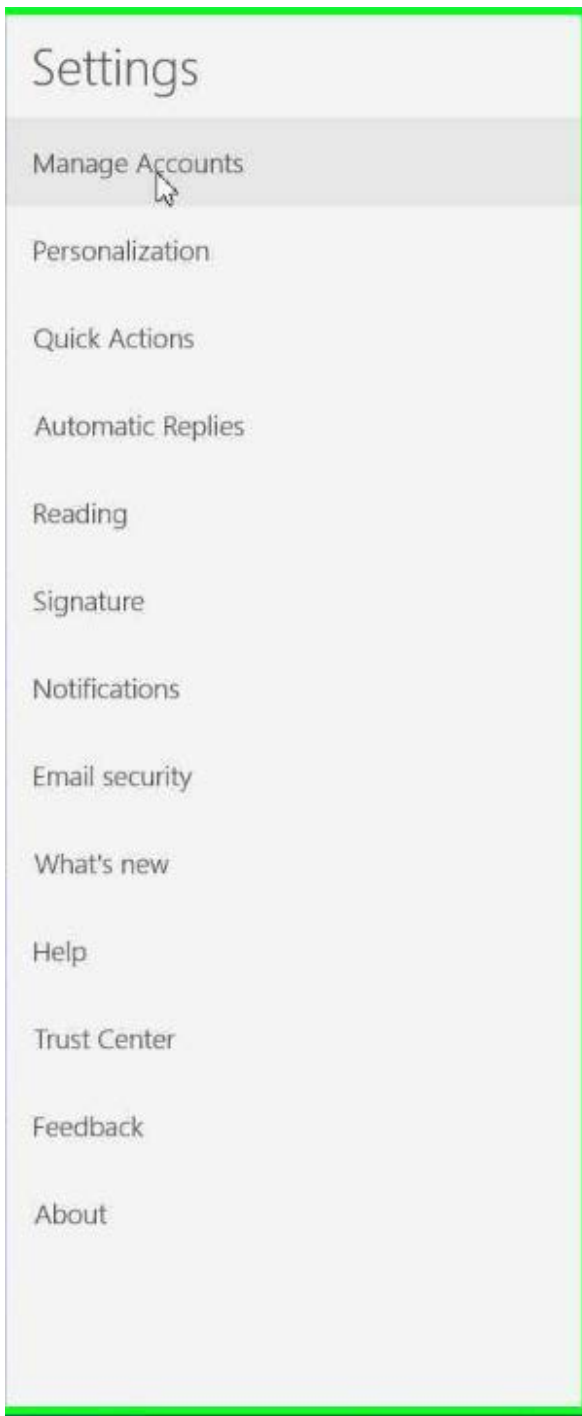 Settings
Manage Accounts
Personalization
Quick Actions
Automatic Replies
Reading
Signature
Notifications
Email security
What's new
Help
Trust Center
Feedback
About